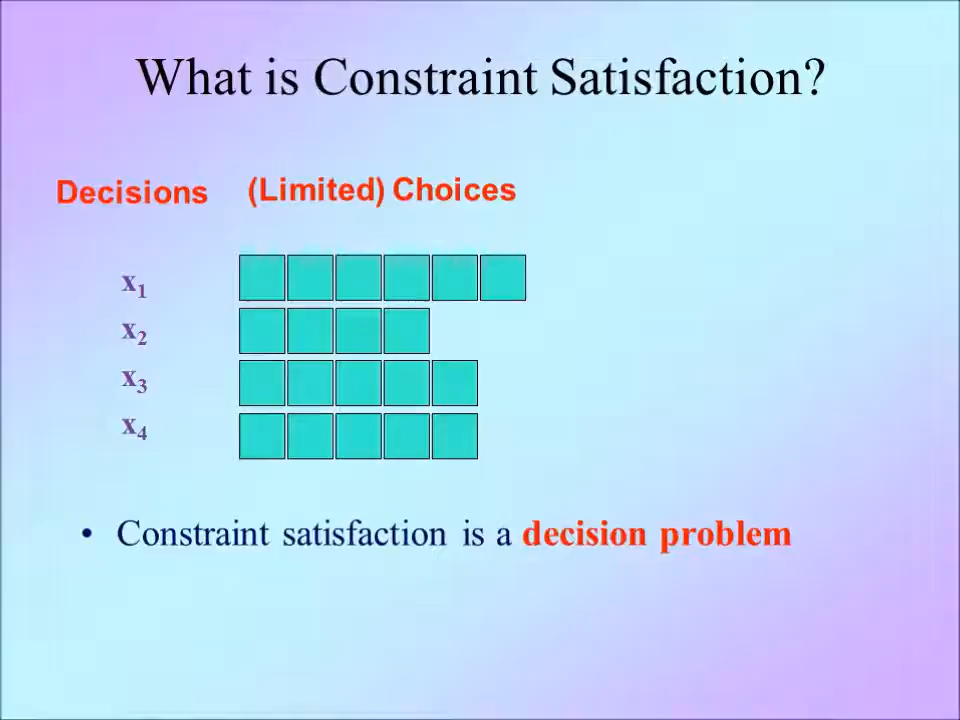 What is Constraint Satisfaction?
Decisions (Limited) Choices
x₁
x₂
x₃
x₄
• Constraint satisfaction is a decision problem